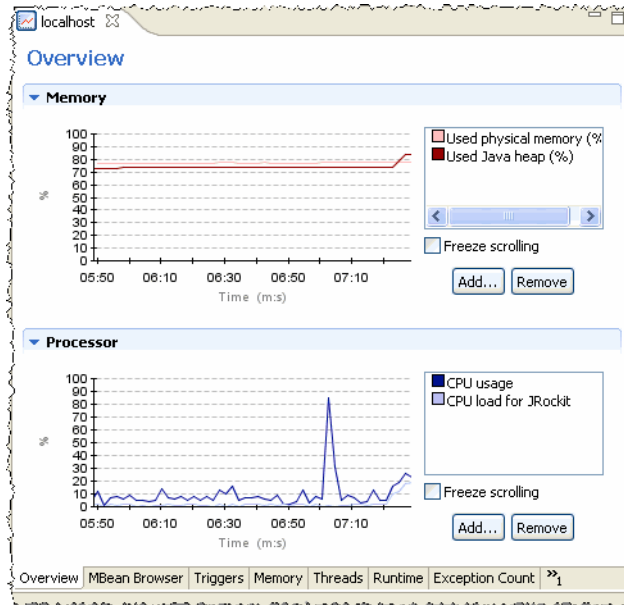 localhost
Overview
Memory
100
90
80
70
60
50
40
30
20
10
0
%
05:50 06:10 06:30 06:50 07:10
Time (m:s)
Used physical memory (%
Used Java heap (%)
Freeze scrolling
Add... Remove
Processor
100
90
80
70
60
50
40
30
20
10
0
%
05:50 06:10 06:30 06:50 07:10
Time (m:s)
CPU usage
CPU load for JRockit
Freeze scrolling
Add... Remove
Overview MBean Browser Triggers Memory Threads Runtime Exception Count »1